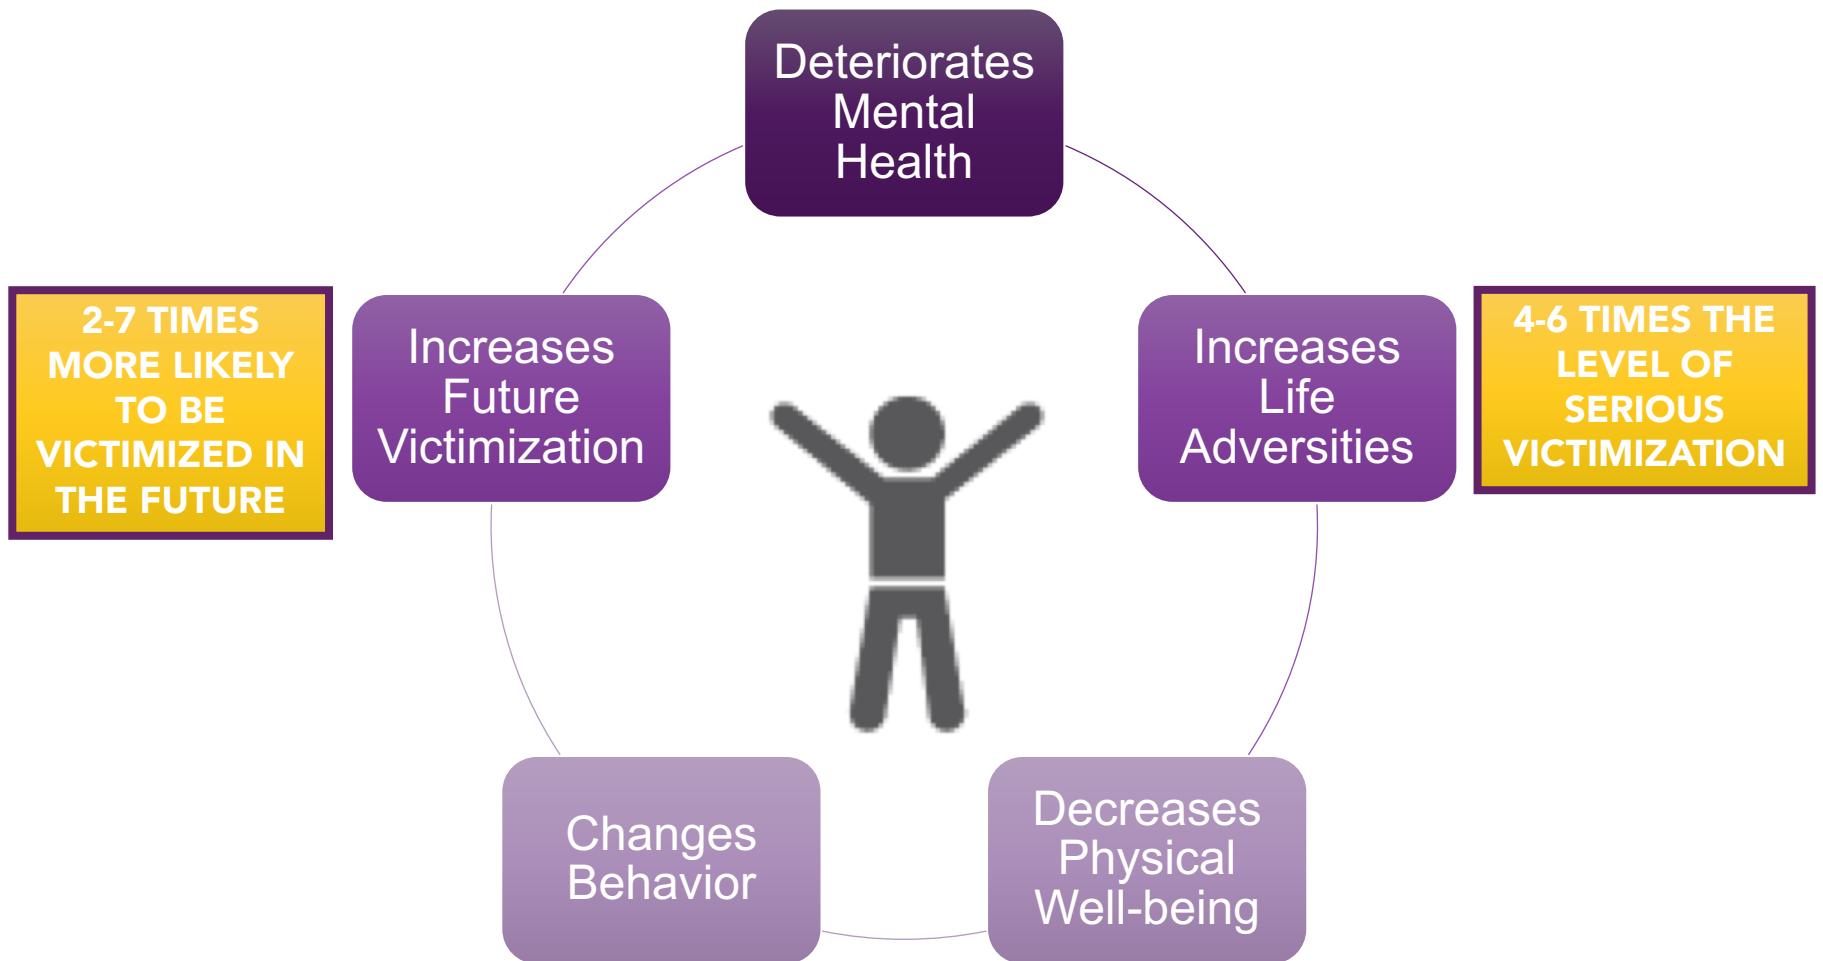 Deteriorates
Mental
Health
2-7 TIMES
MORE LIKELY
TO BE
VICTIMIZED IN
THE FUTURE
Increases
Future
Victimization
Increases
Life
Adversities
4-6 TIMES THE
LEVEL OF
SERIOUS
VICTIMIZATION
Changes
Behavior
Decreases
Physical
Well-being